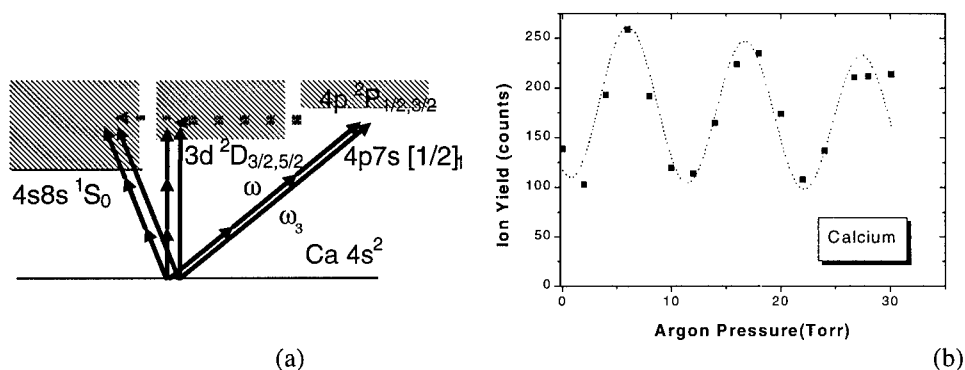 4p ²P₁/₂,₃/₂
3d ²D₃/₂,₅/₂
4p7s [1/2]₁
4s8s ¹S₀
ω
ω₃
Ca 4s²
(a)
250
200
150
100
50
0
Ion Yield (counts)
Calcium
0
10
20
30
Argon Pressure(Torr)
(b)